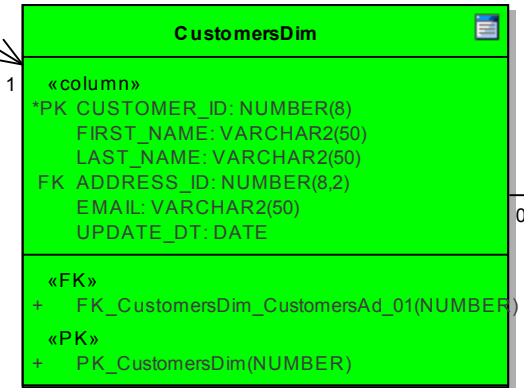 CustomersDim
1
«column»
*PK CUSTOMER_ID: NUMBER(8)
FIRST_NAME: VARCHAR2(50)
LAST_NAME: VARCHAR2(50)
FK ADDRESS_ID: NUMBER(8,2)
EMAIL: VARCHAR2(50)
0
UPDATE_DT: DATE
«FK»
+ FK_CustomersDim_CustomersAd_01(NUMBER)
«PK»
+ PK_CustomersDim(NUMBER)